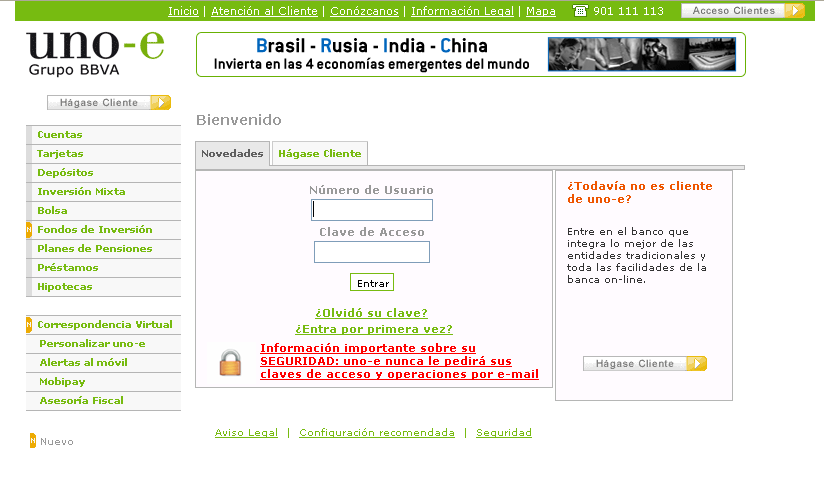 Inicio | Atención al Cliente | Conózcanos | Información Legal | Mapa 901 111 113 Acceso Clientes
uno-e
Grupo BBVA
Brasil - Rusia - India - China
Invierta en las 4 economías emergentes del mundo
Hágase Cliente
Cuentas
Tarjetas
Depósitos
Inversión Mixta
Bolsa
N Fondos de Inversión
Planes de Pensiones
Préstamos
Hipotecas
N Correspondencia Virtual
Personalizar uno-e
Alertas al móvil
Mobipay
Asesoría Fiscal
N Nuevo
Bienvenido
Novedades Hágase Cliente
Número de Usuario
Clave de Acceso
Entrar
¿Olvidó su clave?
¿Entra por primera vez?
Información importante sobre su
SEGURIDAD: uno-e nunca le pedirá sus
claves de acceso y operaciones por e-mail
¿Todavía no es cliente
de uno-e?
Entre en el banco que
integra lo mejor de las
entidades tradicionales y
toda las facilidades de la
banca on-line.
Hágase Cliente
Aviso Legal | Configuración recomendada | Seguridad